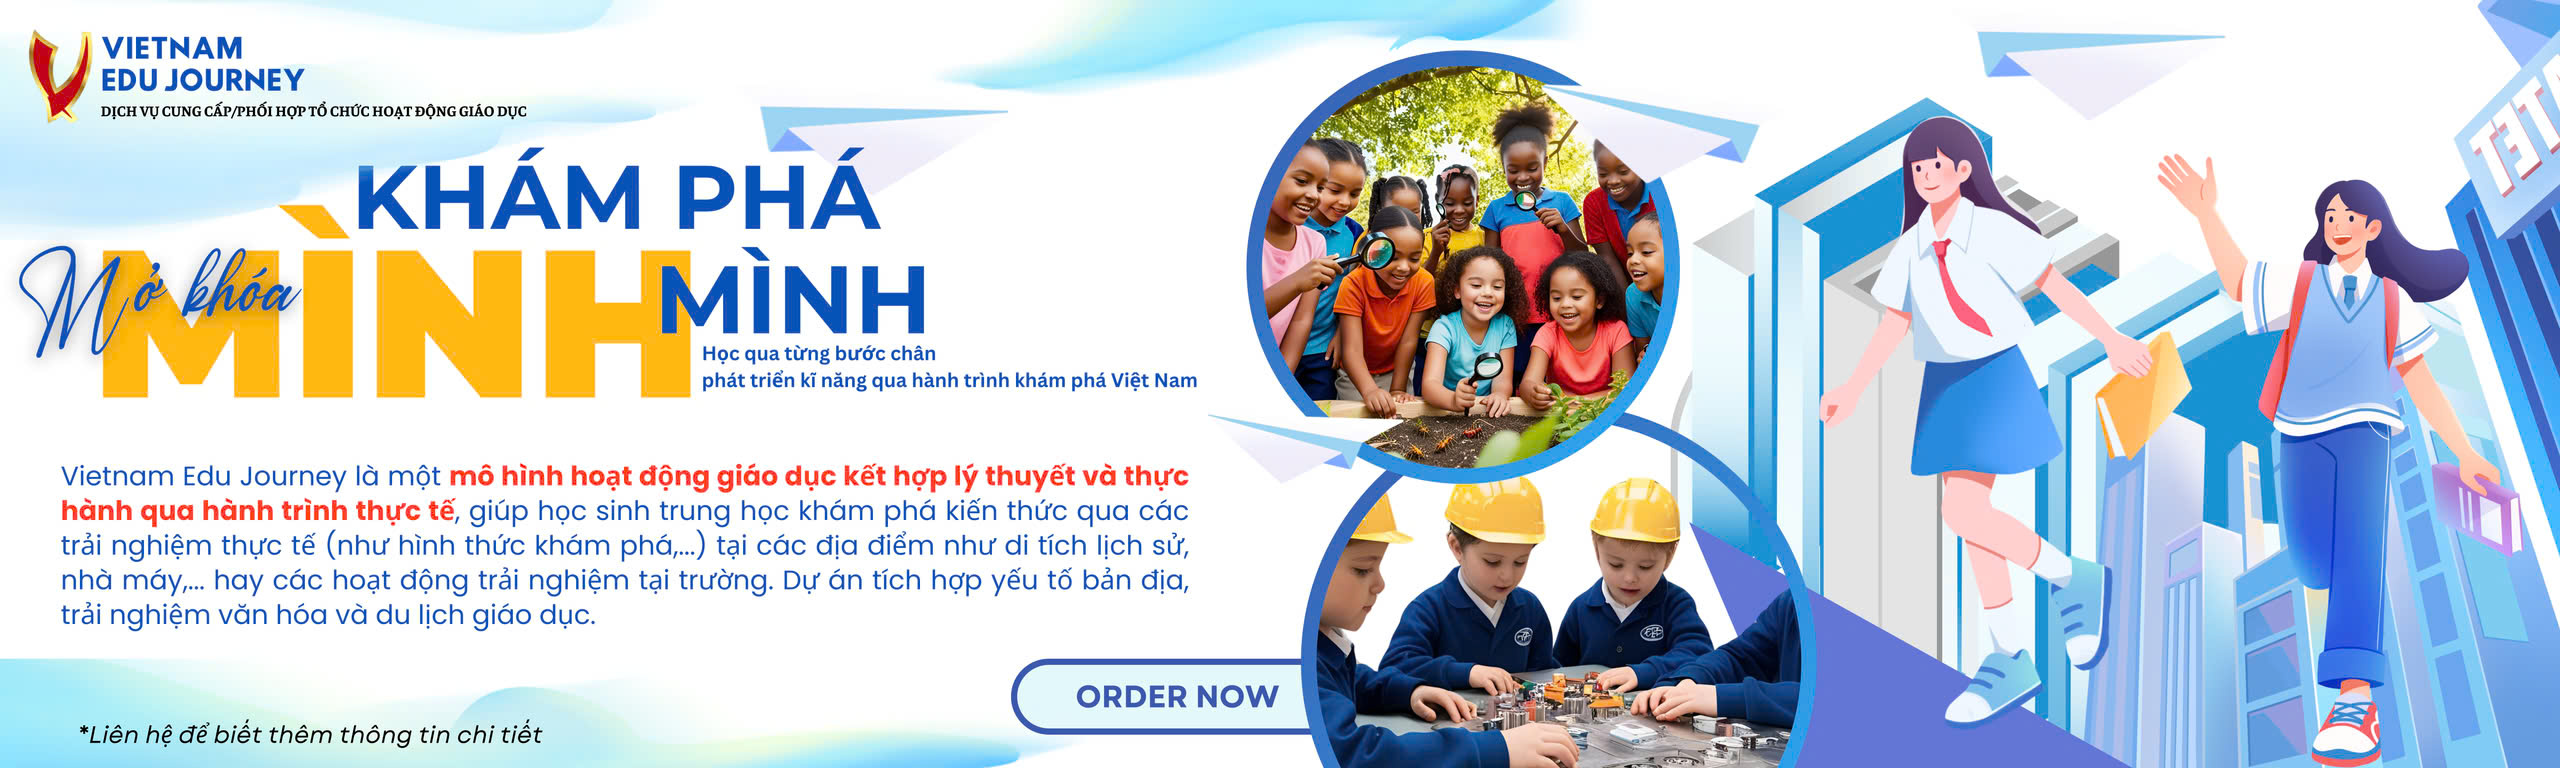 VIETNAM
EDU JOURNEY
DỊCH VỤ CUNG CẤP/PHỐI HỢP TỔ CHỨC HOẠT ĐỘNG GIÁO DỤC
KHÁM PHÁ
MÌNH
Mở khóa
MÌNH
Học qua từng bước chân
phát triển kĩ năng qua hành trình khám phá Việt Nam
Vietnam Edu Journey là một mô hình hoạt động giáo dục kết hợp lý thuyết và thực
hành qua hành trình thực tế, giúp học sinh trung học khám phá kiến thức qua các
trải nghiệm thực tế (như hình thức khám phá,...) tại các địa điểm như di tích lịch sử,
nhà máy,... hay các hoạt động trải nghiệm tại trường. Dự án tích hợp yếu tố bản địa,
trải nghiệm văn hóa và du lịch giáo dục.
ORDER NOW
*Liên hệ để biết thêm thông tin chi tiết